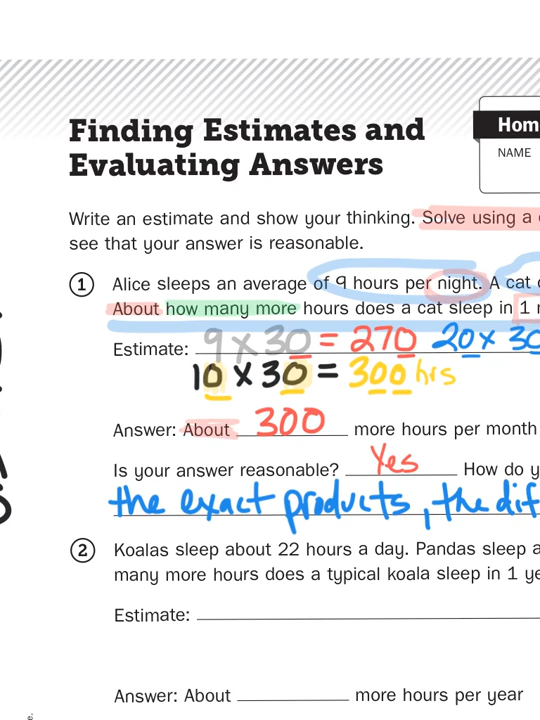 Finding Estimates and
Evaluating Answers
Hom
NAME
Write an estimate and show your thinking. Solve using a
see that your answer is reasonable.
1 Alice sleeps an average of 9 hours per night. A cat
About how many more hours does a cat sleep in 1
Estimate: 9 x 30 = 270 20 x 30
10 x 30 = 300 hrs
Answer: About 300 more hours per month
Is your answer reasonable? Yes How do y
the exact products, the dif
2 Koalas sleep about 22 hours a day. Pandas sleep a
many more hours does a typical koala sleep in 1 ye
Estimate:
Answer: About more hours per year